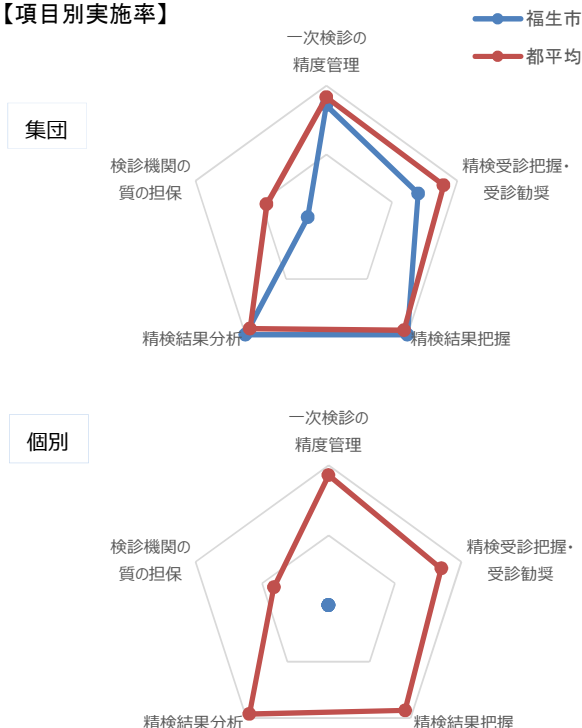 【項目別実施率】
福生市
都平均
集団
一次検診の
精度管理
精検受診把握・
受診勧奨
精検結果把握
精検結果分析
検診機関の
質の担保
個別
一次検診の
精度管理
精検受診把握・
受診勧奨
精検結果把握
精検結果分析
検診機関の
質の担保